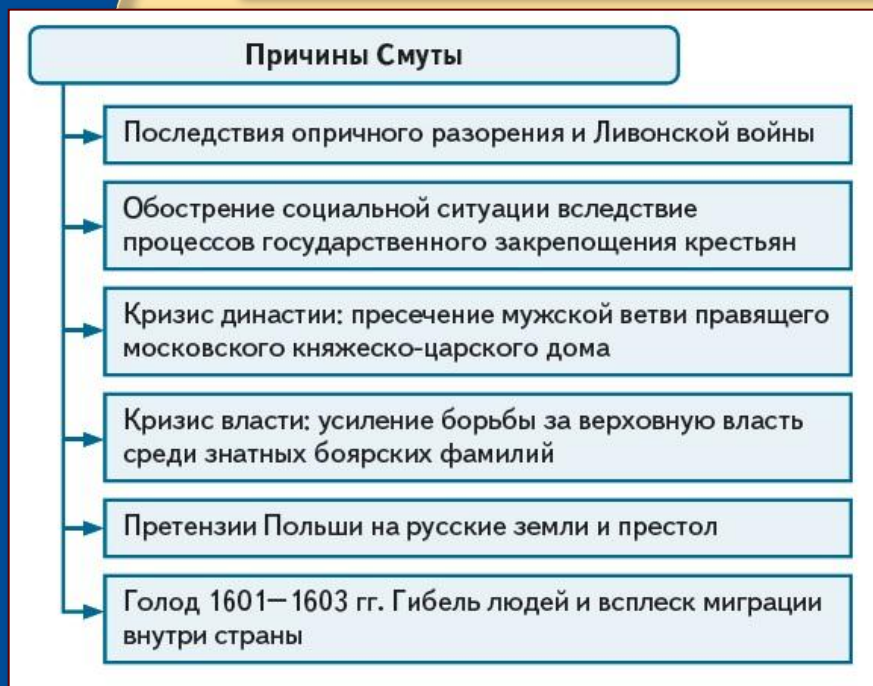 Причины Смуты
Последствия опричного разорения и Ливонской войны
Обострение социальной ситуации вследствие
процессов государственного закрепощения крестьян
Кризис династии: пресечение мужской ветви правящего
московского княжеско-царского дома
Кризис власти: усиление борьбы за верховную власть
среди знатных боярских фамилий
Претензии Польши на русские земли и престол
Голод 1601—1603 гг. Гибель людей и всплеск миграции
внутри страны